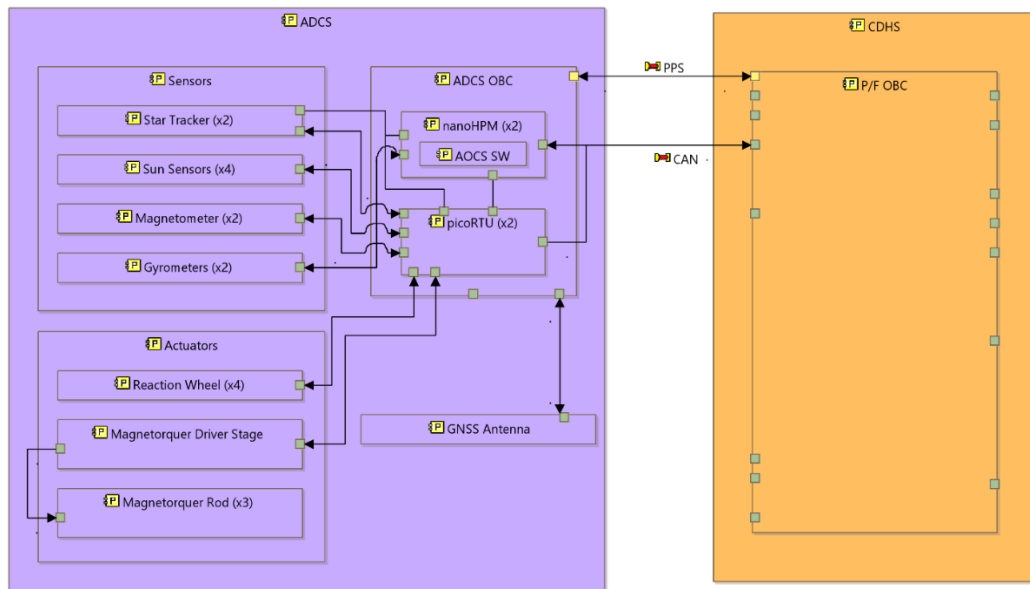 ADCS
Sensors
Star Tracker (x2)
Sun Sensors (x4)
Magnetometer (x2)
Gyrometers (x2)
ADCS OBC
nanoHPM (x2)
AOCS SW
picoRTU (x2)
Actuators
Reaction Wheel (x4)
Magnetorquer Driver Stage
Magnetorquer Rod (x3)
GNSS Antenna
PPS
CAN
CDHS
P/F OBC